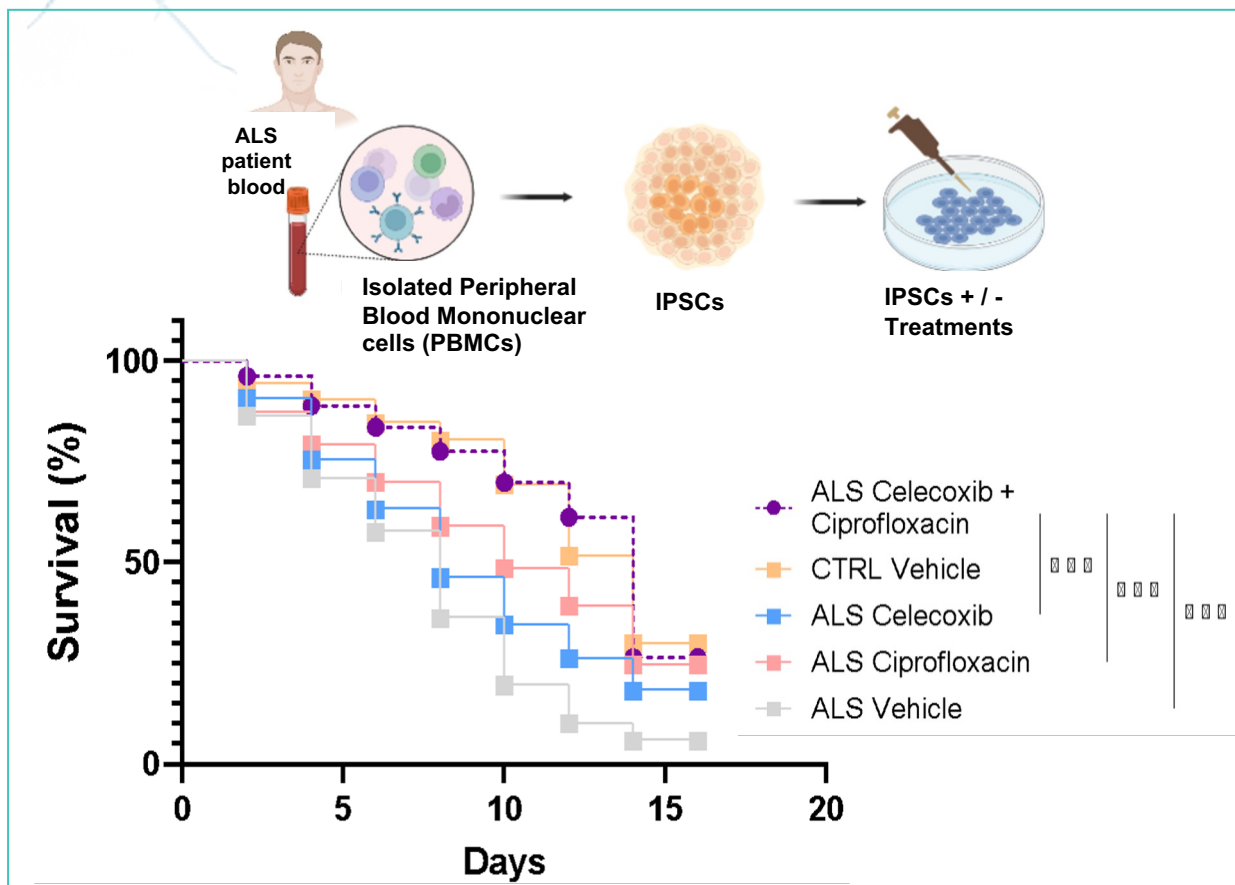 ALS
patient
blood
Isolated Peripheral
Blood Mononuclear
cells (PBMCs)
IPSCs
IPSCs + / -
Treatments
Survival (%)
100
50
0
0 5 10 15 20
Days
ALS Celecoxib +
Ciprofloxacin
CTRL Vehicle
ALS Celecoxib
ALS Ciprofloxacin
ALS Vehicle